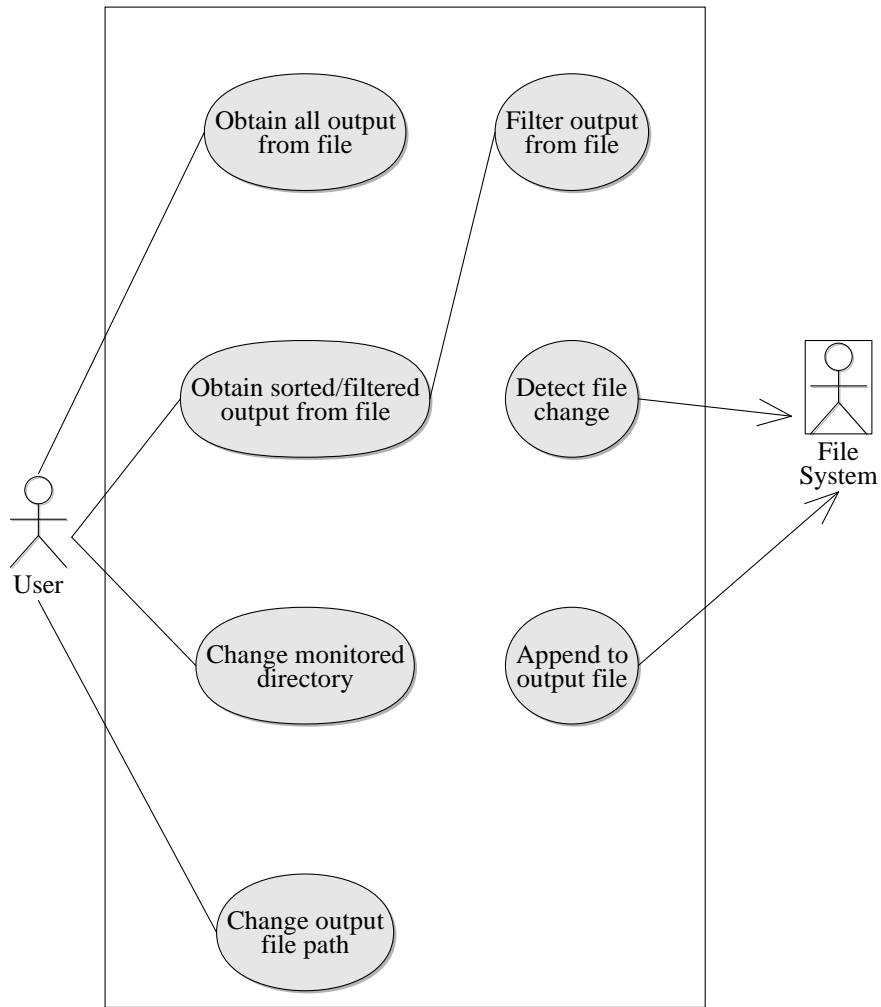 Obtain all output
from file
Filter output
from file
Obtain sorted/filtered
output from file
Detect file
change
File
System
User
Change monitored
directory
Append to
output file
Change output
file path